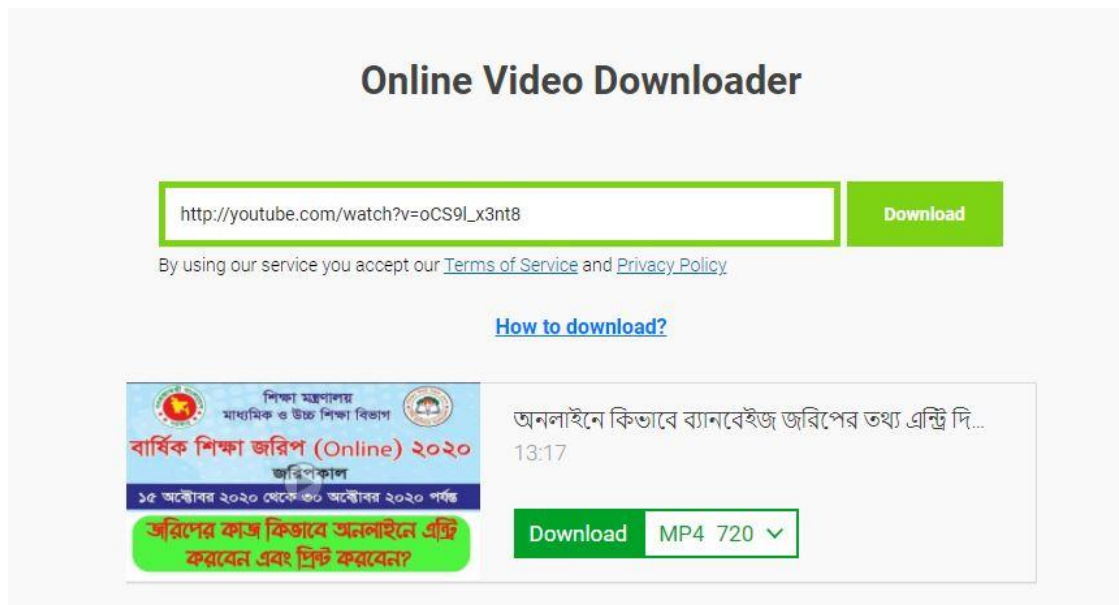 Online Video Downloader
http://youtube.com/watch?v=oCS9l_x3nt8
Download
By using our service you accept our Terms of Service and Privacy Policy
How to download?
শিক্ষা মন্ত্রণালয়
মাধ্যমিক ও উচ্চ শিক্ষা বিভাগ
বার্ষিক শিক্ষা জরিপ (Online) ২০২০
জরিপকাল
১৫ অক্টোবর ২০২০ থেকে ৩০ অক্টোবর ২০২০ পর্যন্ত
জরিপের কাজ কিভাবে অনলাইনে এন্ট্রি
করবেন এবং প্রিন্ট করবেন?
অনলাইনে কিভাবে ব্যানবেইজ জরিপের তথ্য এন্ট্রি দি...
13:17
Download MP4 720